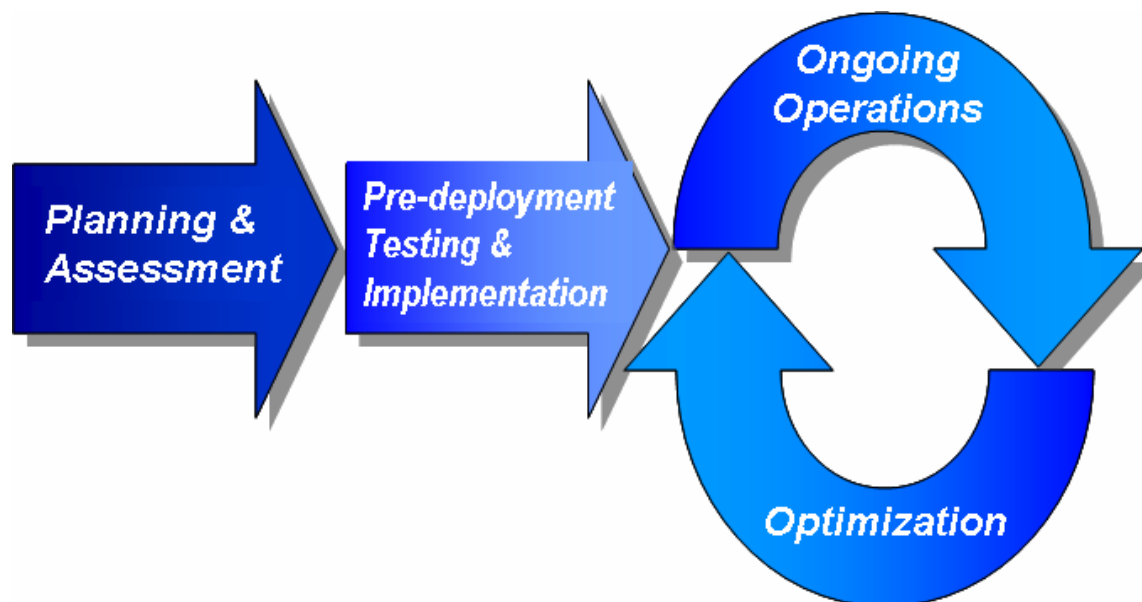 Planning &
Assessment
Pre-deployment
Testing &
Implementation
Ongoing
Operations
Optimization